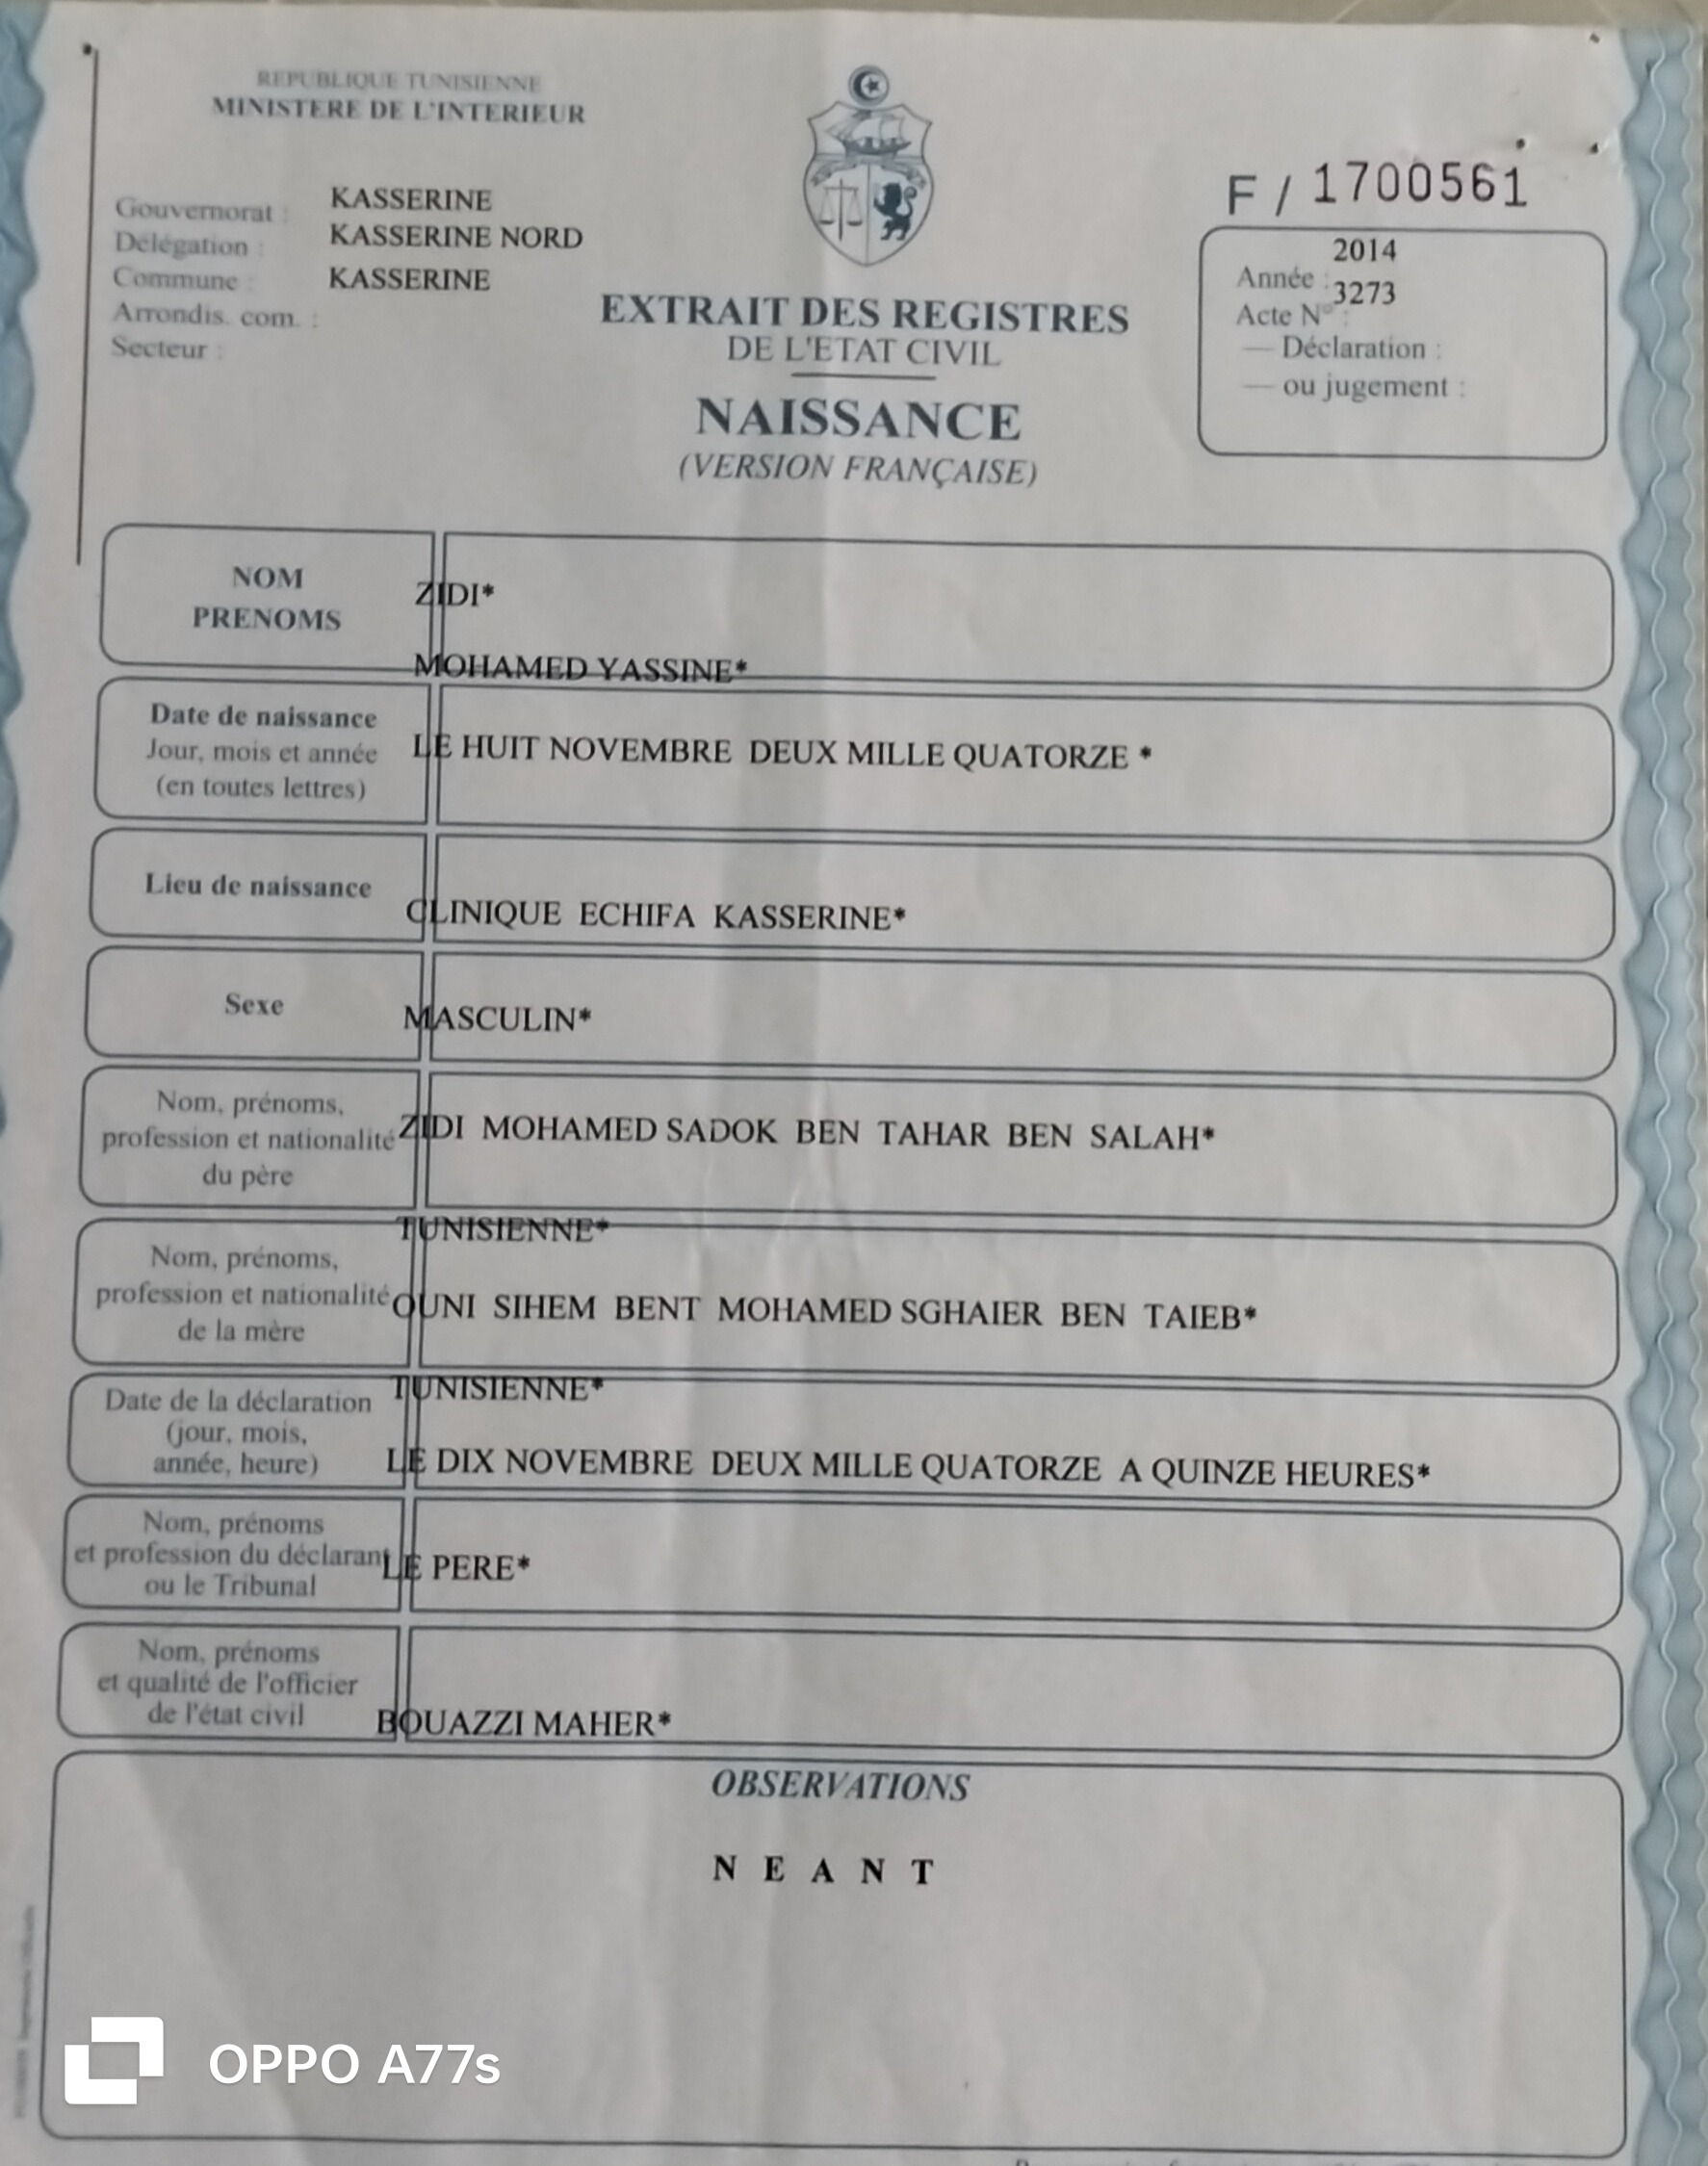 REPUBLIQUE TUNISIENNE
MINISTERE DE L'INTERIEUR
Gouvernorat : KASSERINE
Délégation : KASSERINE NORD
Commune : KASSERINE
Arrondis. com. :
Secteur :
F / 1700561
2014
Année :
3273
Acte N° :
— Déclaration :
— ou jugement :
EXTRAIT DES REGISTRES
DE L'ETAT CIVIL
NAISSANCE
(VERSION FRANÇAISE)
NOM
PRENOMS
ZIDI*
MOHAMED YASSINE*
Date de naissance
Jour, mois et année
(en toutes lettres)
LE HUIT NOVEMBRE DEUX MILLE QUATORZE *
Lieu de naissance
CLINIQUE ECHIFA KASSERINE*
Sexe
MASCULIN*
Nom, prénoms,
profession et nationalité
du père
ZIDI MOHAMED SADOK BEN TAHAR BEN SALAH*
TUNISIENNE*
Nom, prénoms,
profession et nationalité
de la mère
OUNI SIHEM BENT MOHAMED SGHAIER BEN TAIEB*
TUNISIENNE*
Date de la déclaration
(jour, mois,
année, heure)
LE DIX NOVEMBRE DEUX MILLE QUATORZE A QUINZE HEURES*
Nom, prénoms
et profession du déclarant
ou le Tribunal
LE PERE*
Nom, prénoms
et qualité de l'officier
de l'état civil
BOUAZZI MAHER*
OBSERVATIONS
N E A N T
OPPO A77s